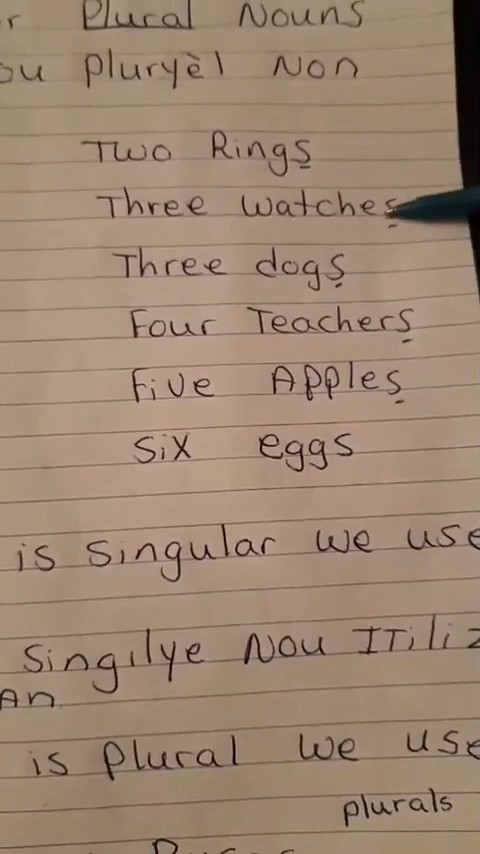 Plural Nouns
Pluryèl Non
Two Rings
Three Watches
Three dogs
Four Teachers
Five Apples
Six eggs
is Singular we use
Singilye Nou ITiliz
An
is Plural we use
plurals